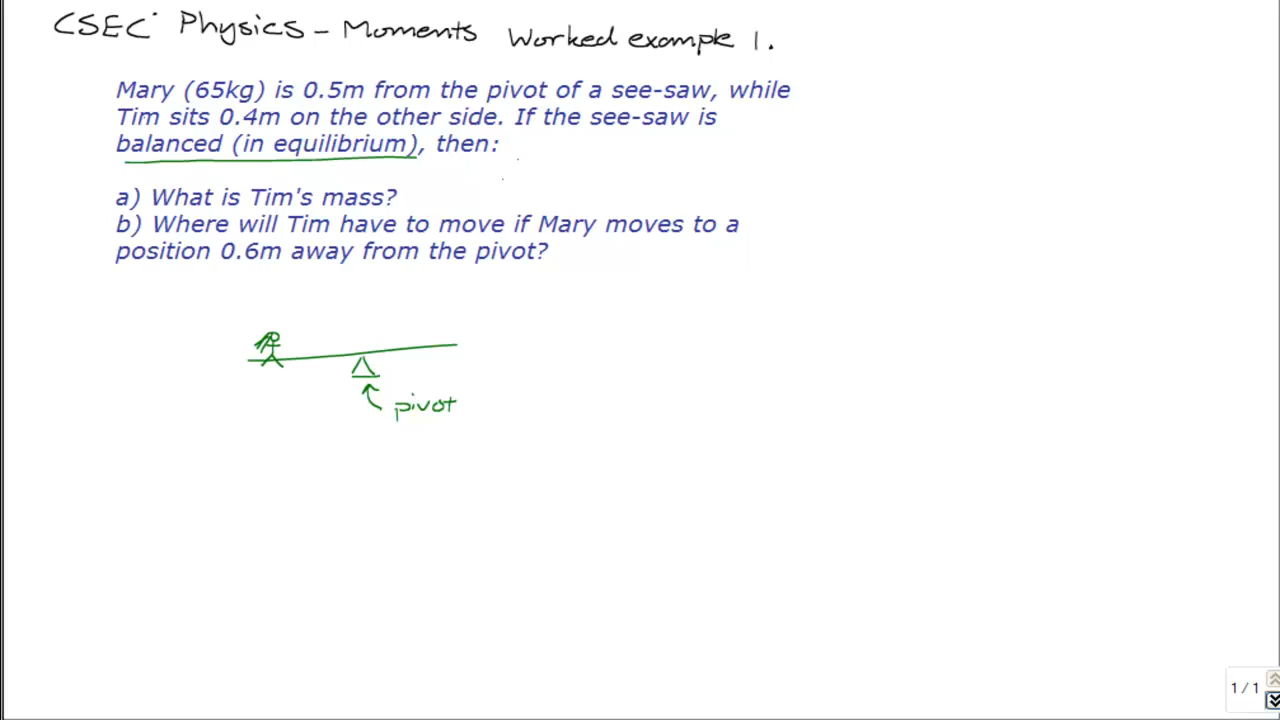 CSEC Physics - Moments Worked example 1.
Mary (65kg) is 0.5m from the pivot of a see-saw, while
Tim sits 0.4m on the other side. If the see-saw is
balanced (in equilibrium), then:
a) What is Tim's mass?
b) Where will Tim have to move if Mary moves to a
position 0.6m away from the pivot?
pivot
1 / 1